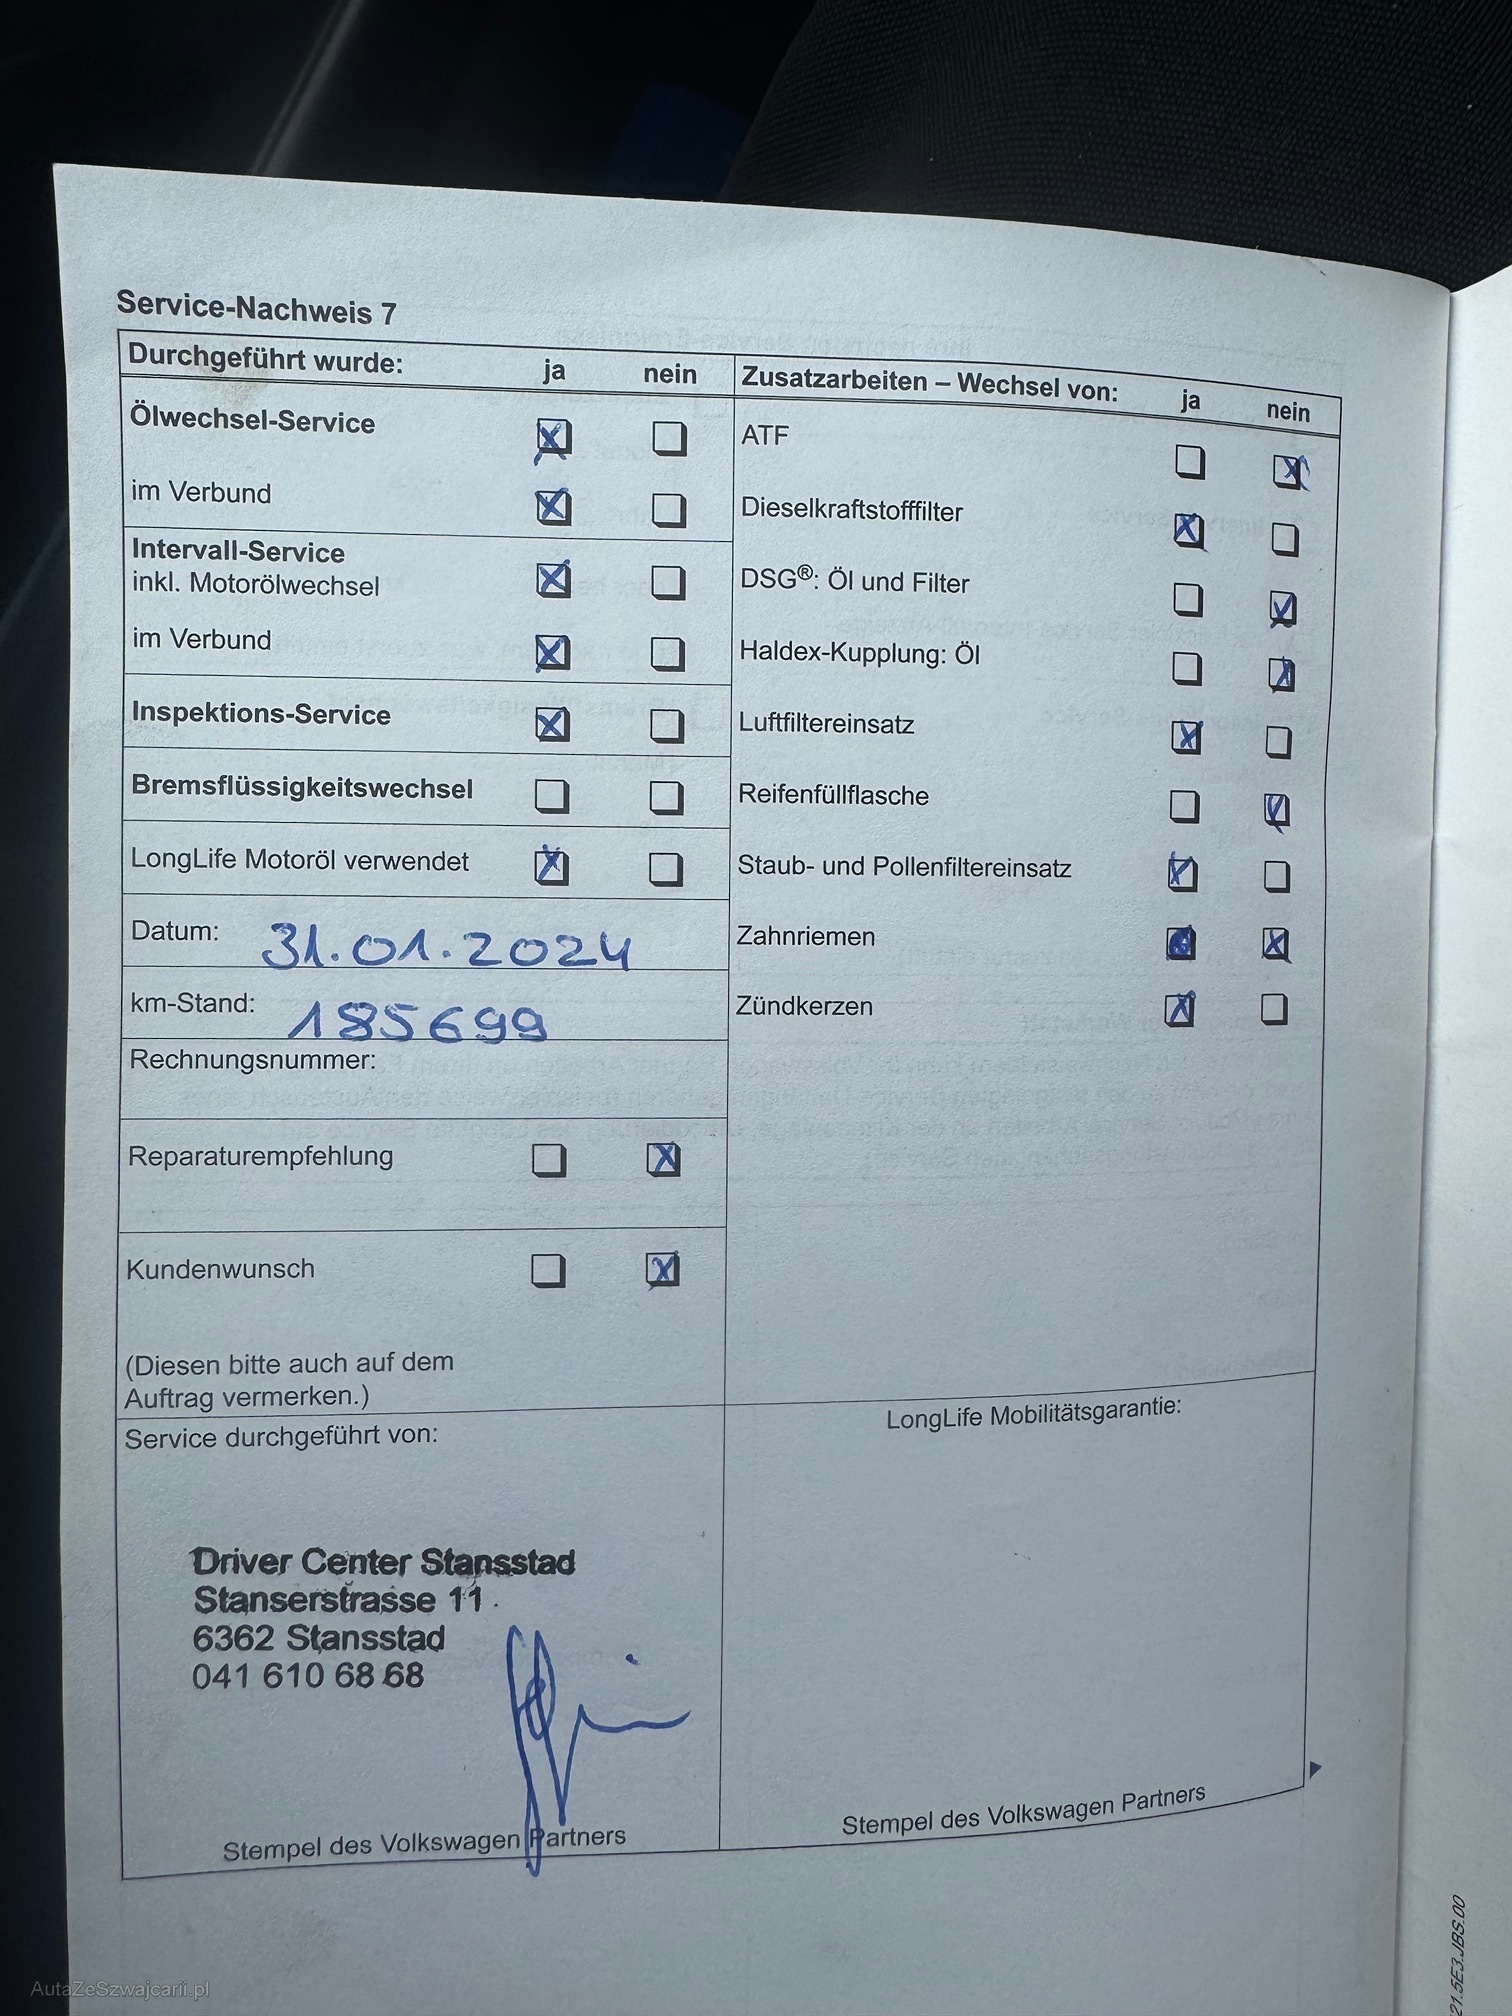 Service-Nachweis 7
Durchgeführt wurde: ja nein
Ölwechsel-Service
im Verbund
Intervall-Service
inkl. Motorölwechsel
im Verbund
Inspektions-Service
Bremsflüssigkeitswechsel
LongLife Motoröl verwendet
Datum: 31.01.2024
km-Stand: 185699
Rechnungsnummer:
Reparaturempfehlung
Kundenwunsch
(Diesen bitte auch auf dem
Auftrag vermerken.)
Zusatzarbeiten – Wechsel von: ja nein
ATF
Dieselkraftstofffilter
DSG®: Öl und Filter
Haldex-Kupplung: Öl
Luftfiltereinsatz
Reifenfüllflasche
Staub- und Pollenfiltereinsatz
Zahnriemen
Zündkerzen
Service durchgeführt von:
Driver Center Stansstad
Stanserstrasse 11
6362 Stansstad
041 610 68 68
Stempel des Volkswagen Partners
LongLife Mobilitätsgarantie:
Stempel des Volkswagen Partners
21.5E3.JBS.00
AutaZeSzwajcarii.pl